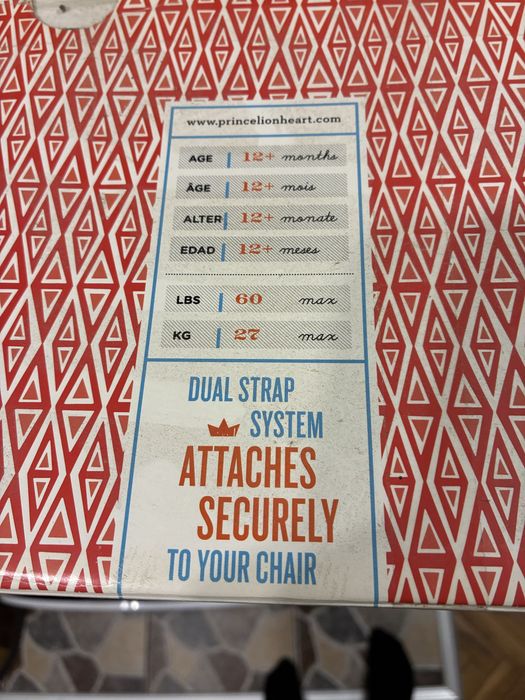 www.princelionheart.com
AGE 12+ months
ÂGE 12+ mois
ALTER 12+ monate
EDAD 12+ meses
LBS 60 max
KG 27 max
DUAL STRAP
SYSTEM
ATTACHES
SECURELY
TO YOUR CHAIR